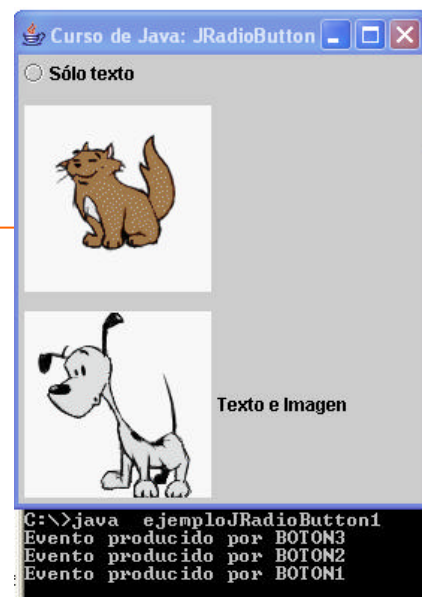 Curso de Java: JRadioButton
Sólo texto
Texto e Imagen
C:\>java ejemploJRadioButton1
Evento producido por BOTON3
Evento producido por BOTON2
Evento producido por BOTON1